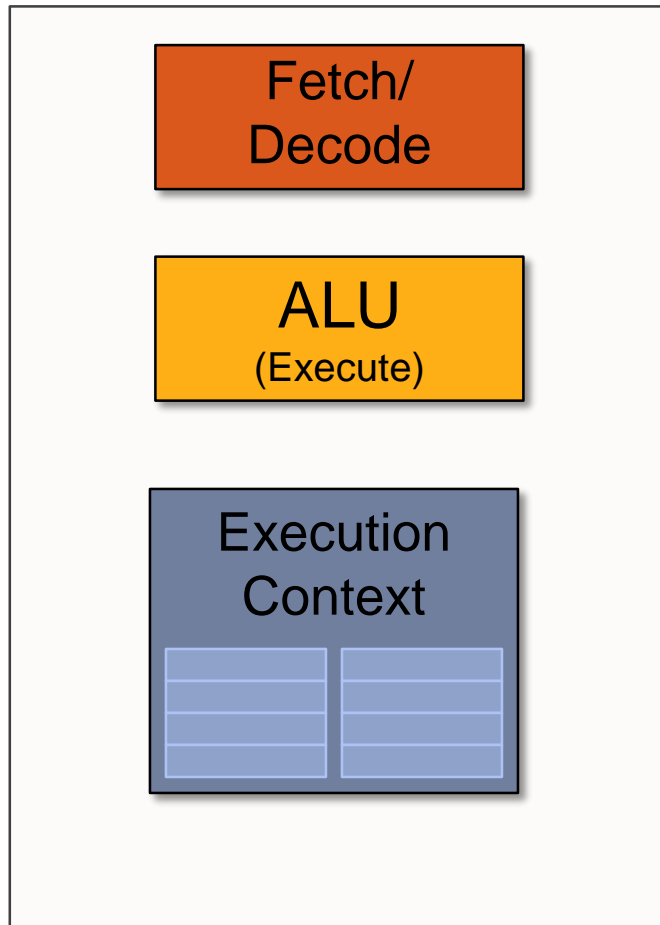 Fetch/
Decode
ALU
(Execute)
Execution
Context